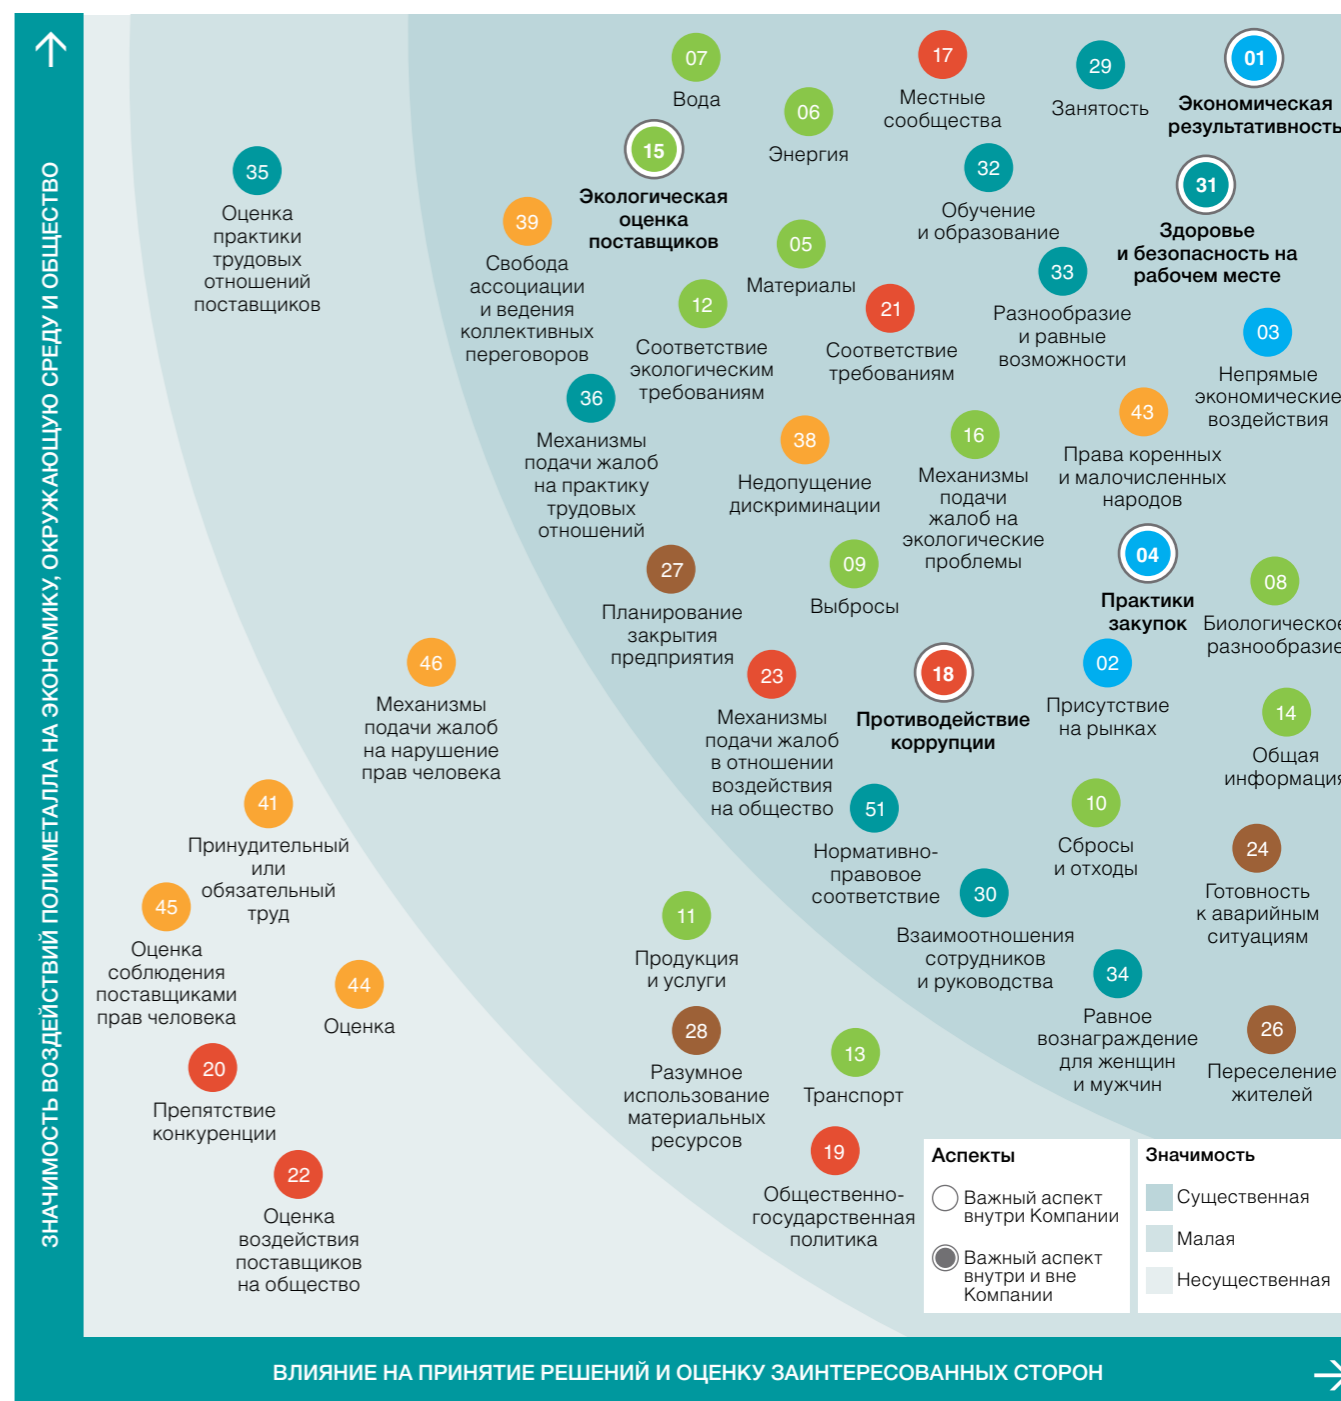 ЗНАЧИМОСТЬ ВОЗДЕЙСТВИЙ ПОЛИМЕТАЛЛА НА ЭКОНОМИКУ, ОКРУЖАЮЩУЮ СРЕДУ И ОБЩЕСТВО
07
Вода
17
Местные
сообщества
29
Занятость
01
Экономическая
результативность
06
Энергия
15
Экологическая
оценка
поставщиков
32
Обучение
и образование
31
Здоровье
и безопасность на
рабочем месте
35
Оценка
практики
трудовых
отношений
поставщиков
39
Свобода
ассоциации
и ведения
коллективных
переговоров
05
Материалы
33
Разнообразие
и равные
возможности
12
Соответствие
экологическим
требованиям
21
Соответствие
требованиям
03
Непрямые
экономические
воздействия
36
Механизмы
подачи жалоб
на практику
трудовых
отношений
38
Недопущение
дискриминации
16
Механизмы
подачи
жалоб на
экологические
проблемы
43
Права коренных
и малочисленных
народов
27
Планирование
закрытия
предприятия
09
Выбросы
04
Практики
закупок
08
Биологическое
разнообразие
46
Механизмы
подачи жалоб
на нарушение
прав человека
23
Механизмы
подачи жалоб
в отношении
воздействия
на общество
18
Противодействие
коррупции
02
Присутствие
на рынках
14
Общая
информация
41
Принудительный
или
обязательный
труд
51
Нормативно-
правовое
соответствие
10
Сбросы
и отходы
24
Готовность
к аварийным
ситуациям
45
Оценка
соблюдения
поставщиками
прав человека
44
Оценка
11
Продукция
и услуги
30
Взаимоотношения
сотрудников
и руководства
34
Равное
вознаграждение
для женщин
и мужчин
26
Переселение
жителей
20
Препятствие
конкуренции
28
Разумное
использование
материальных
ресурсов
13
Транспорт
22
Оценка
воздействия
поставщиков
на общество
19
Общественно-
государственная
политика
Аспекты
Важный аспект
внутри Компании
Важный аспект
внутри и вне
Компании
Значимость
Существенная
Малая
Несущественная
ВЛИЯНИЕ НА ПРИНЯТИЕ РЕШЕНИЙ И ОЦЕНКУ ЗАИНТЕРЕСОВАННЫХ СТОРОН